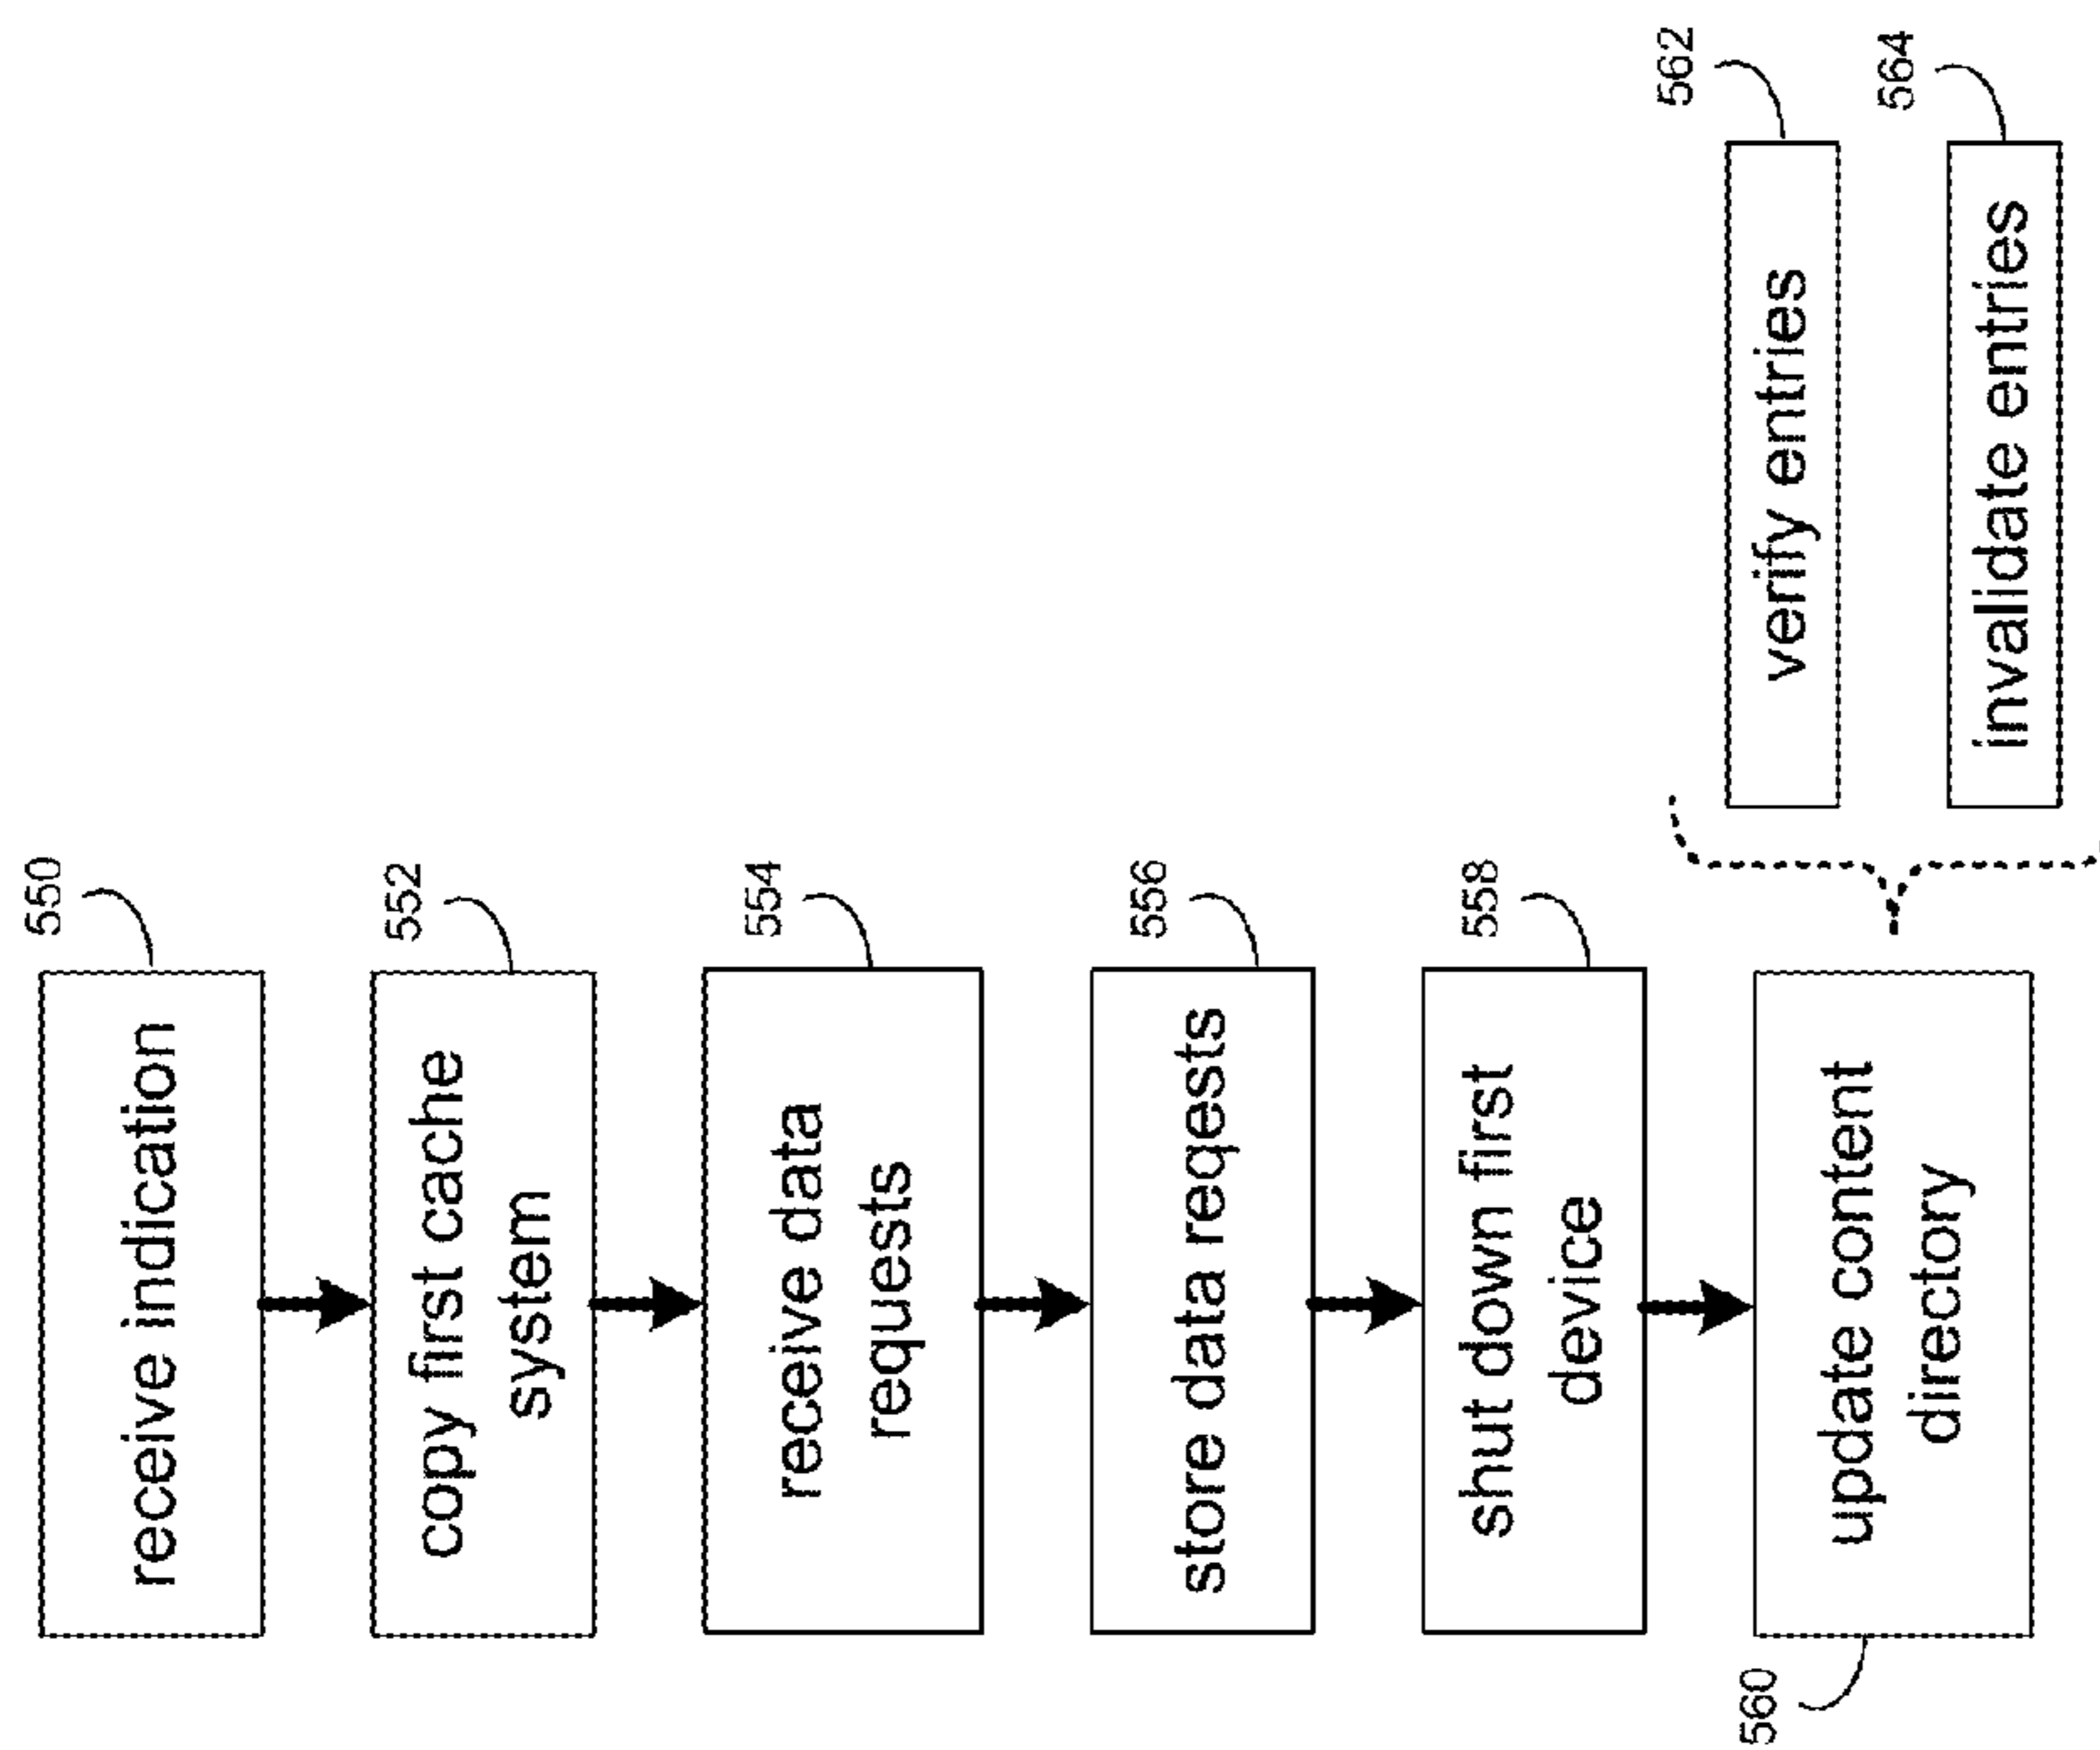 550
receive indication
552
copy first cache
system
554
receive data
requests
556
store data reqests
558
shut down first
device
560
update content
directory
562
verify entries
564
invalidate entries